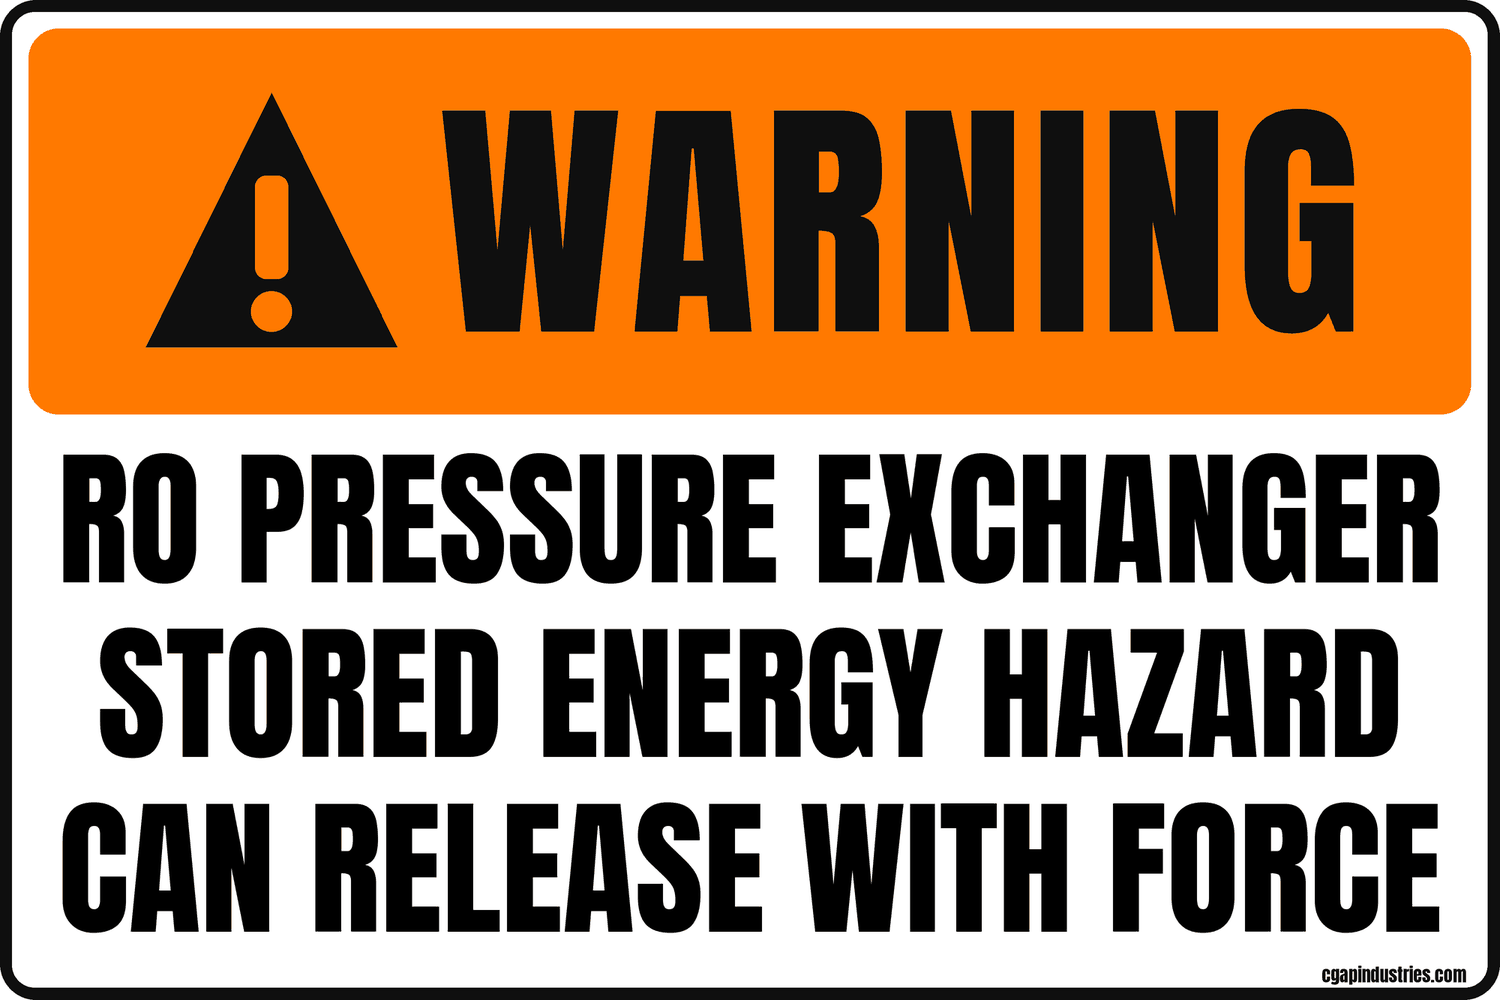 WARNING
RO PRESSURE EXCHANGER
STORED ENERGY HAZARD
CAN RELEASE WITH FORCE
cgapindustries.com